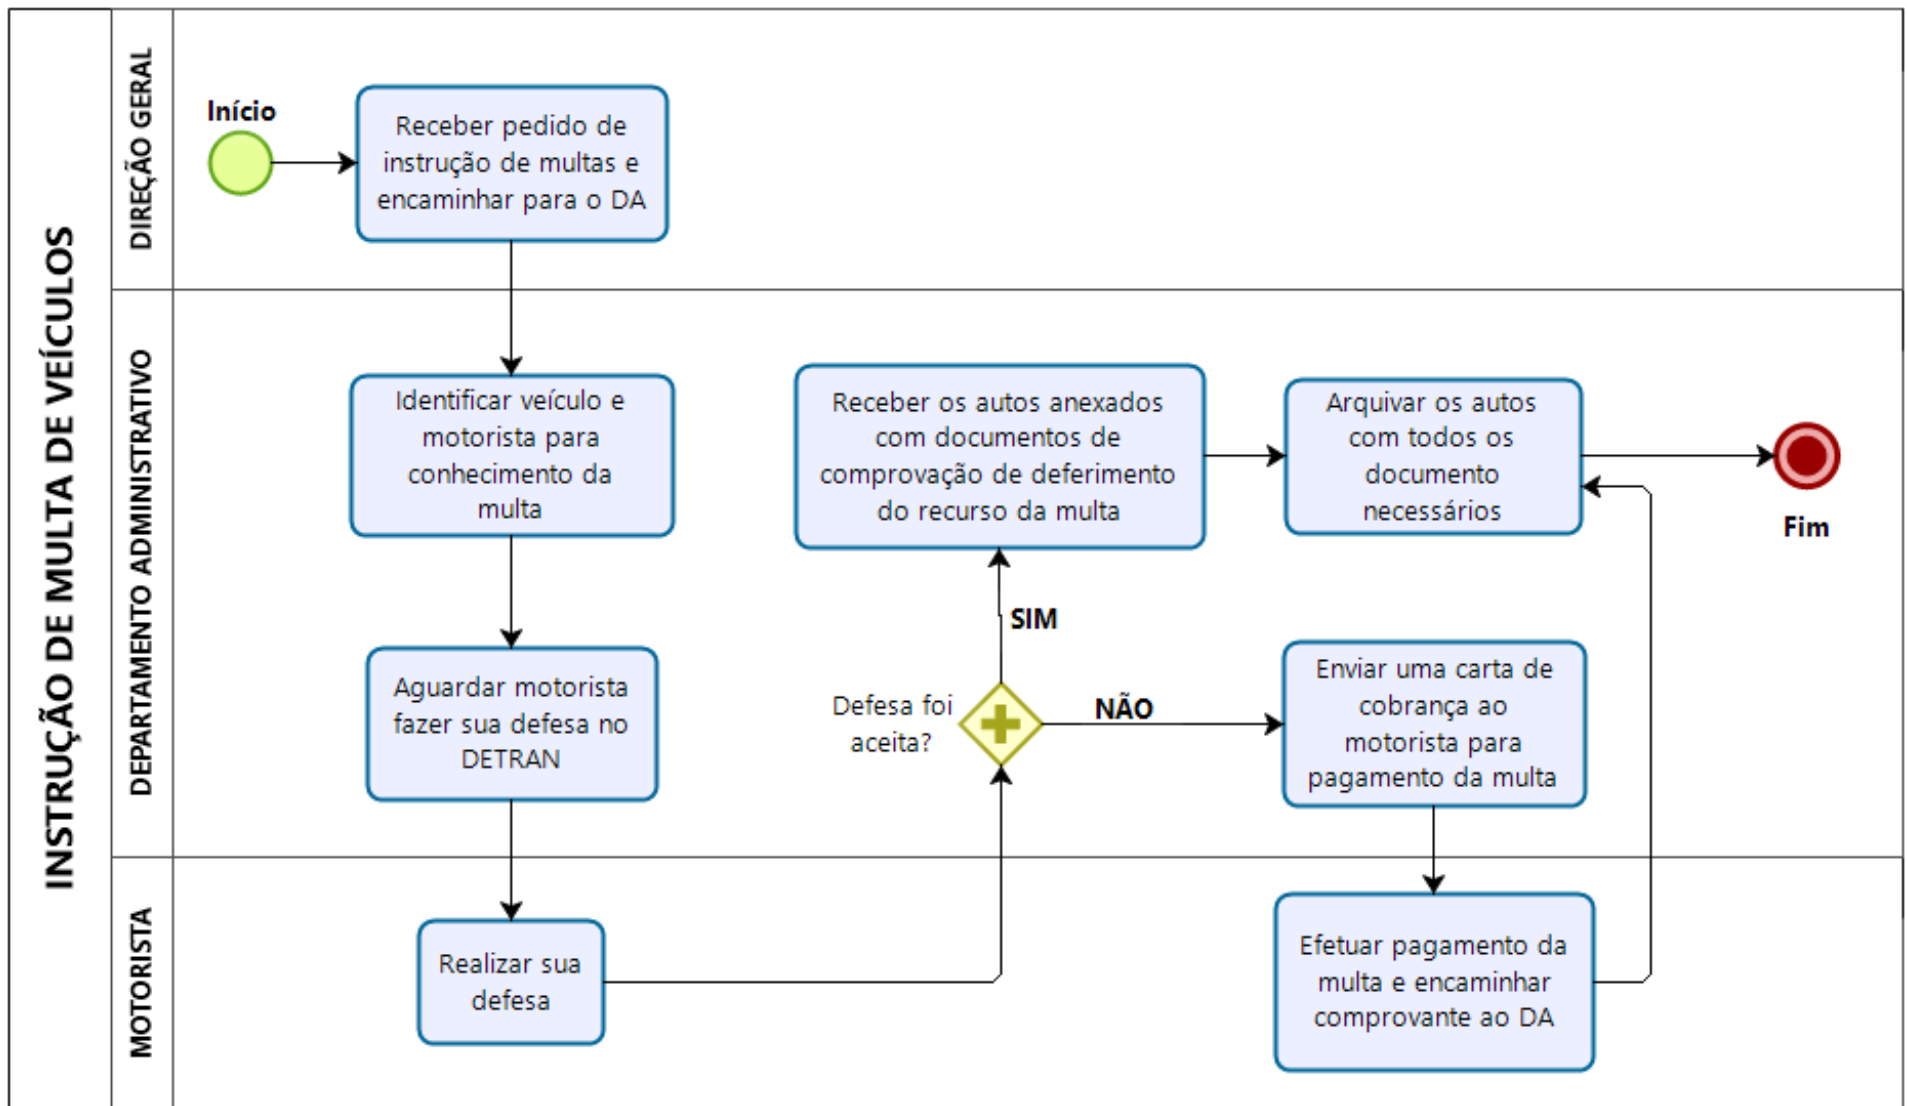 INSTRUÇÃO DE MULTA DE VEÍCULOS
DIREÇÃO GERAL
Início
Receber pedido de
instrução de multas e
encaminhar para o DA
DEPARTAMENTO ADMINISTRATIVO
Identificar veículo e
motorista para
conhecimento da
multa
Aguardar motorista
fazer sua defesa no
DETRAN
Receber os autos anexados
com documentos de
comprovação de deferimento
do recurso da multa
Arquivar os autos
com todos os
documento
necessários
Fim
SIM
Defesa foi
aceita?
NÃO
Enviar uma carta de
cobrança ao
motorista para
pagamento da multa
MOTORISTA
Realizar sua
defesa
Efetuar pagamento da
multa e encaminhar
comprovante ao DA